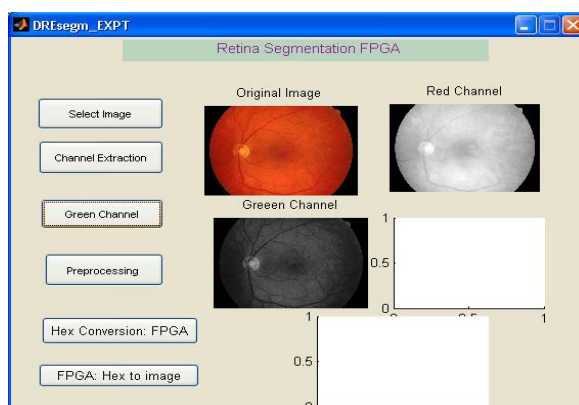 DREsegm_EXPT
Retina Segmentation FPGA
Original Image
Red Channel
Select Image
Channel Extraction
Greeen Channel
Green Channel
1
0.5
0
0
0.5
1
Preprocessing
Hex Conversion: FPGA
1
0.5
0
FPGA: Hex to image